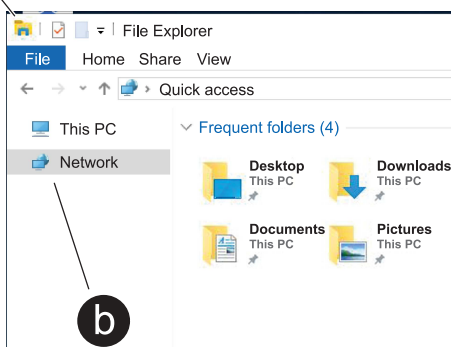 File Explorer
File Home Share View
Quick access
This PC
Frequent folders (4)
Network
Desktop
This PC
Downloads
This PC
Documents
This PC
Pictures
This PC
b